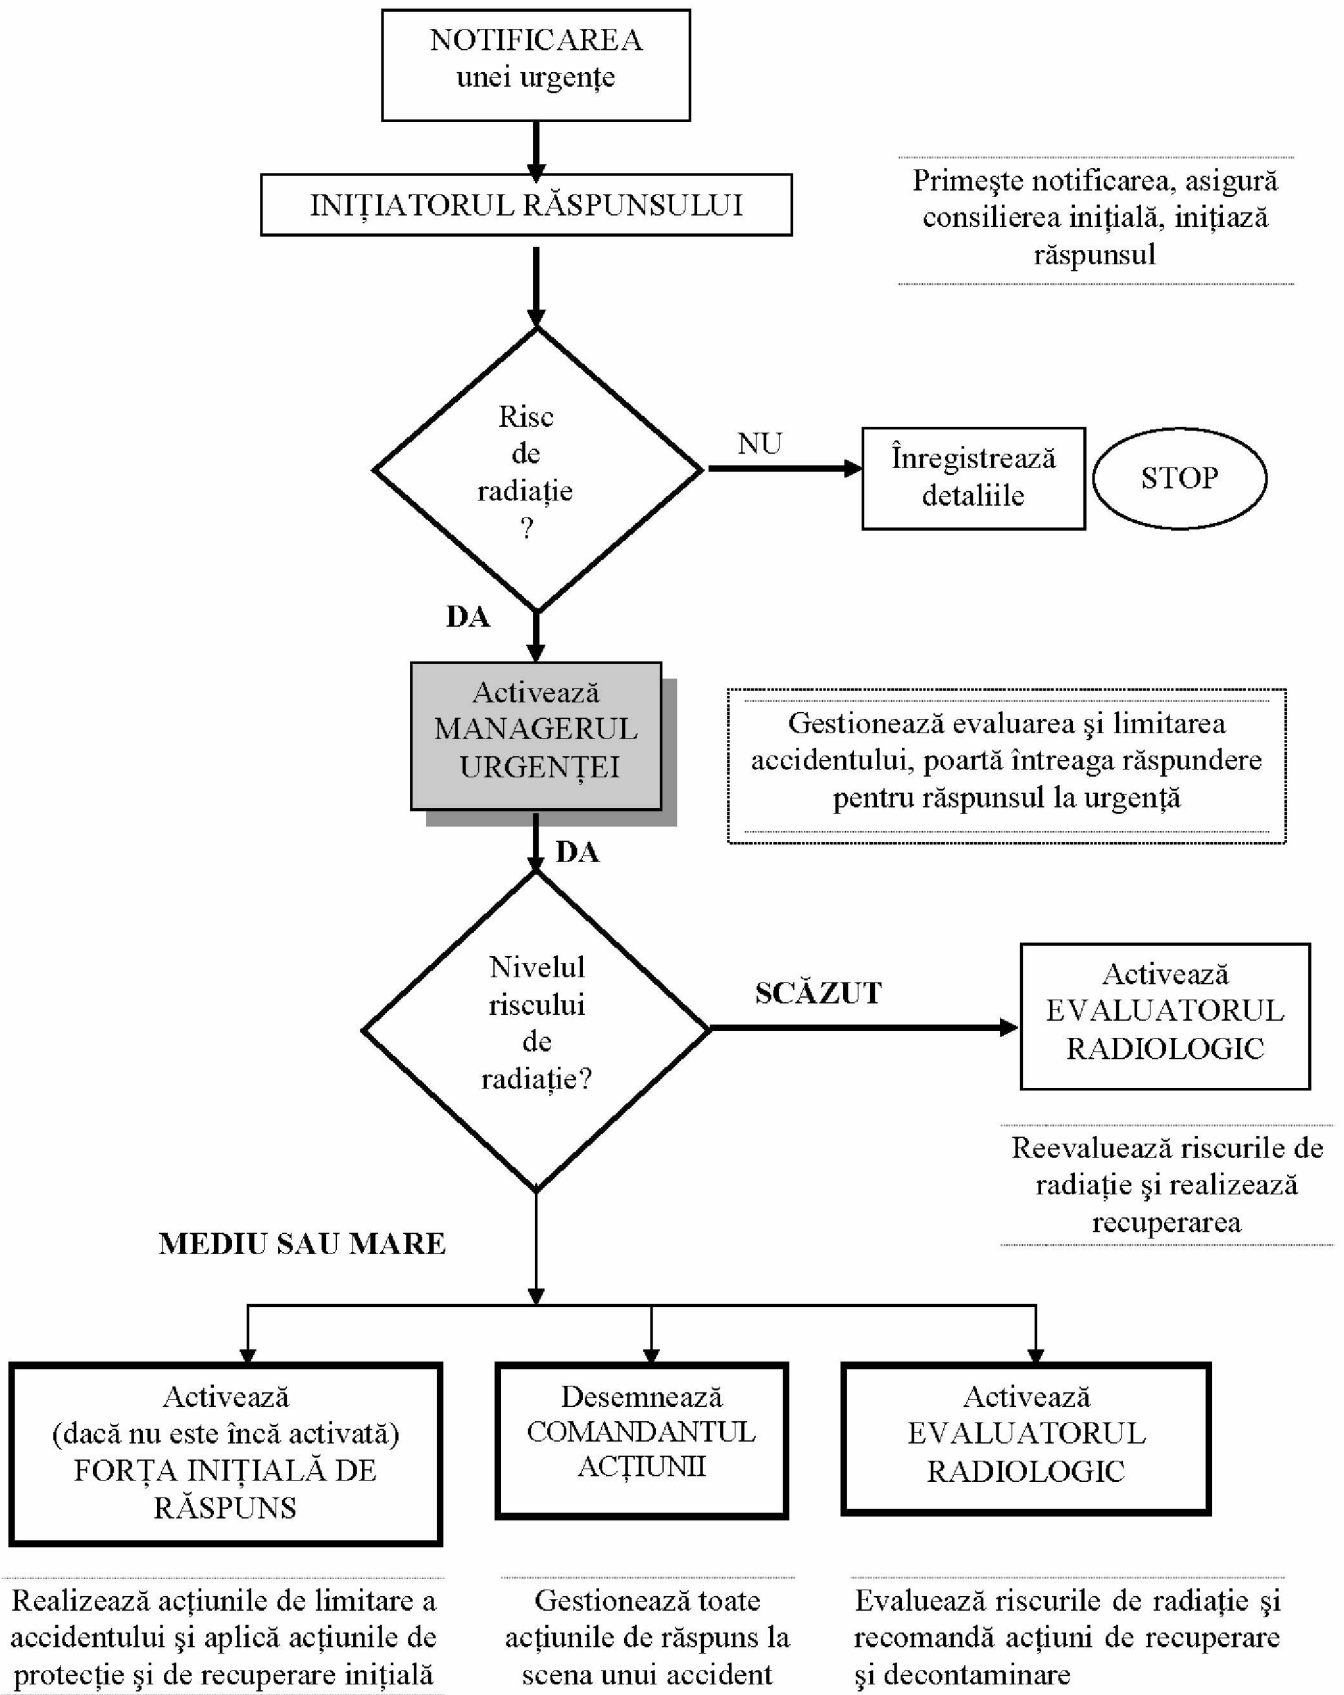 NOTIFICAREA
unei urgențe
INIȚIATORUL RĂSPUNSULUI
Primeşte notificarea, asigură
consilierea inițială, inițiază
răspunsul
Risc
de
radiație
?
NU
Înregistrează
detaliile
STOP
DA
Activează
MANAGERUL
URGENȚEI
Gestionează evaluarea şi limitarea
accidentului, poartă întreaga răspundere
pentru răspunsul la urgență
DA
Nivelul
riscului
de
radiație?
SCĂZUT
Activează
EVALUATORUL
RADIOLOGIC
Reevaluează riscurile de
radiație şi realizează
recuperarea
MEDIU SAU MARE
Activează
(dacă nu este încă activată)
FORȚA INIȚIALĂ DE
RĂSPUNS
Desemnează
COMANDANTUL
ACȚIUNII
Activează
EVALUATORUL
RADIOLOGIC
Realizează acțiunile de limitare a
accidentului şi aplică acțiunile de
protecție şi de recuperare inițială
Gestionează toate
acțiunile de răspuns la
scena unui accident
Evaluează riscurile de radiație şi
recomandă acțiuni de recuperare
şi decontaminare